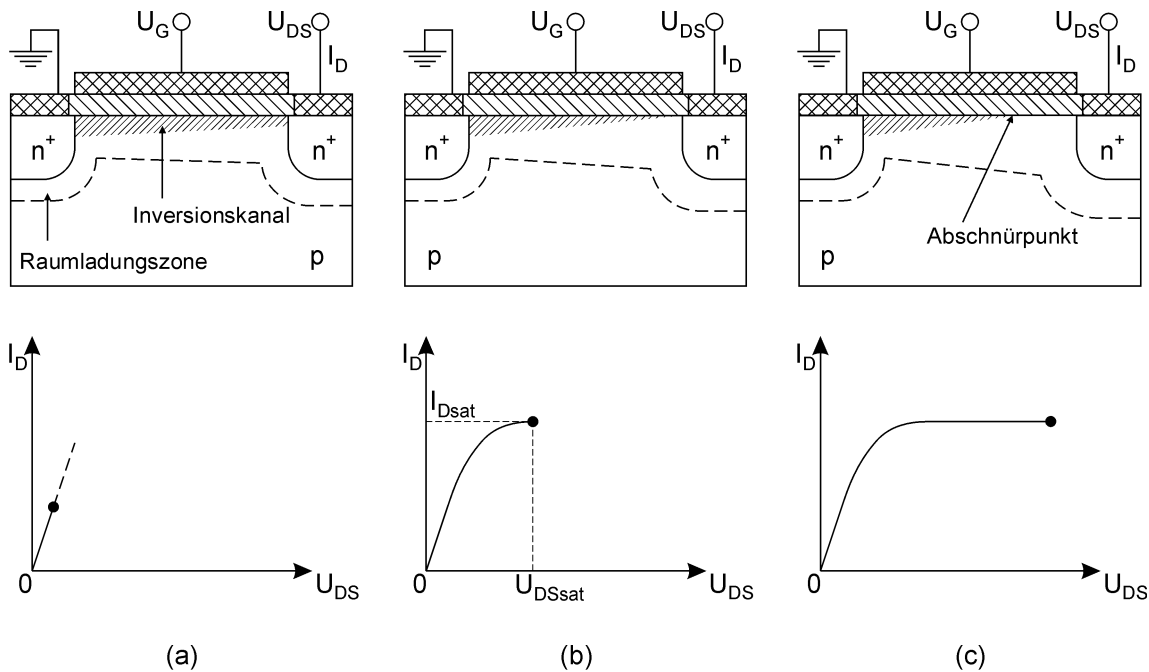 U_G U_DS
I_D
n⁺ n⁺
Inversionskanal
Raumladungszone p
U_G U_DS
I_D
n⁺ n⁺
p
U_G U_DS
I_D
n⁺ n⁺
Abschnürpunkt
p
I_D
0 U_DS
(a)
I_D
I_Dsat
0 U_DSsat U_DS
(b)
I_D
0 U_DS
(c)